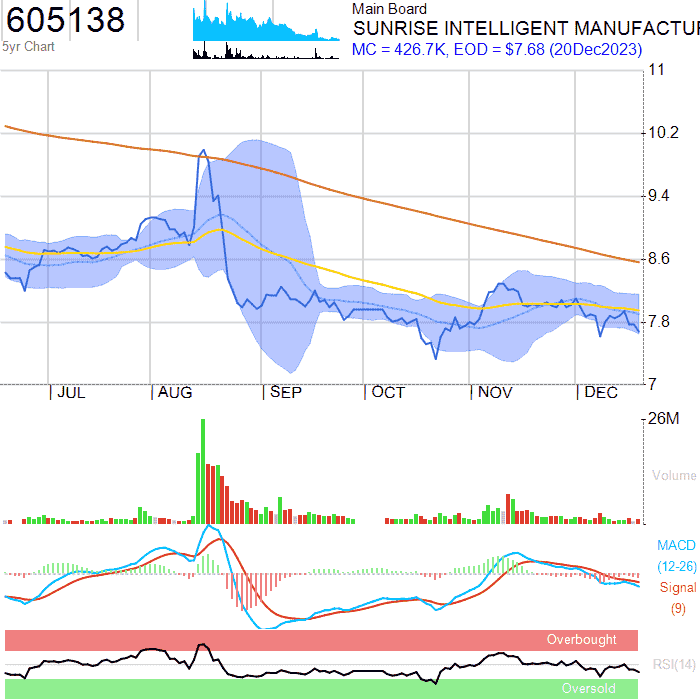 605138
5yr Chart
Main Board
SUNRISE INTELLIGENT MANUFACTU
MC = 426.7K, EOD = $7.68 (20Dec2023)
11
10.2
9.4
8.6
7.8
7
JUL
AUG
SEP
OCT
NOV
DEC
26M
Volume
MACD
(12-26)
Signal
(9)
Overbought
RSI(14)
Oversold